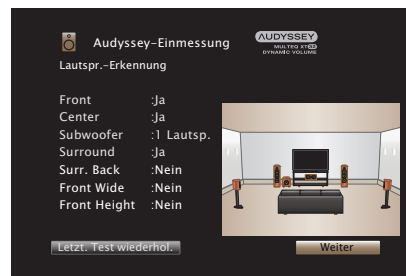 Audyssey-Einmessung
AUDYSSEY
MULTEQ XT32
DYNAMIC VOLUME
Lautspr.-Erkennung
Front :Ja
Center :Ja
Subwoofer :1 Lautsp.
Surround :Ja
Surr. Back :Nein
Front Wide :Nein
Front Height :Nein
Letzt. Test wiederhol.
Weiter